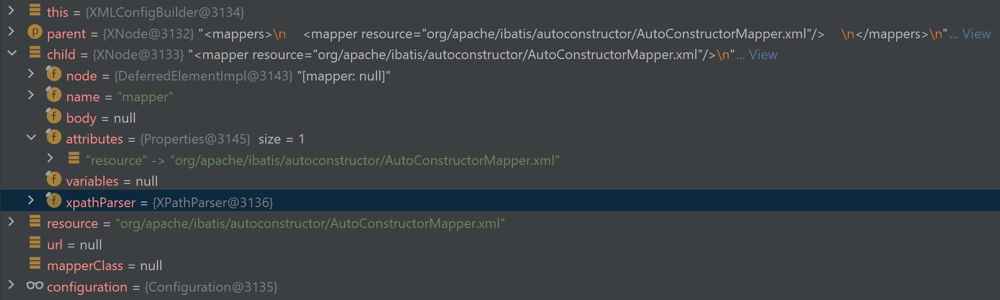 this = {XMLConfigBuilder@3134}
p parent = {XNode@3132} "<mappers>\n    <mapper resource="org/apache/ibatis/autoconstructor/AutoConstructorMapper.xml"/>    \n</mappers>\n" ... View
child = {XNode@3133} "<mapper resource="org/apache/ibatis/autoconstructor/AutoConstructorMapper.xml"/>\n" ... View
f node = {DeferredElementImpl@3143} "[mapper: null]"
f name = "mapper"
f body = null
f attributes = {Properties@3145}  size = 1
"resource" -> "org/apache/ibatis/autoconstructor/AutoConstructorMapper.xml"
f variables = null
f xpathParser = {XPathParser@3136}
resource = "org/apache/ibatis/autoconstructor/AutoConstructorMapper.xml"
url = null
mapperClass = null
configuration = {Configuration@3135}